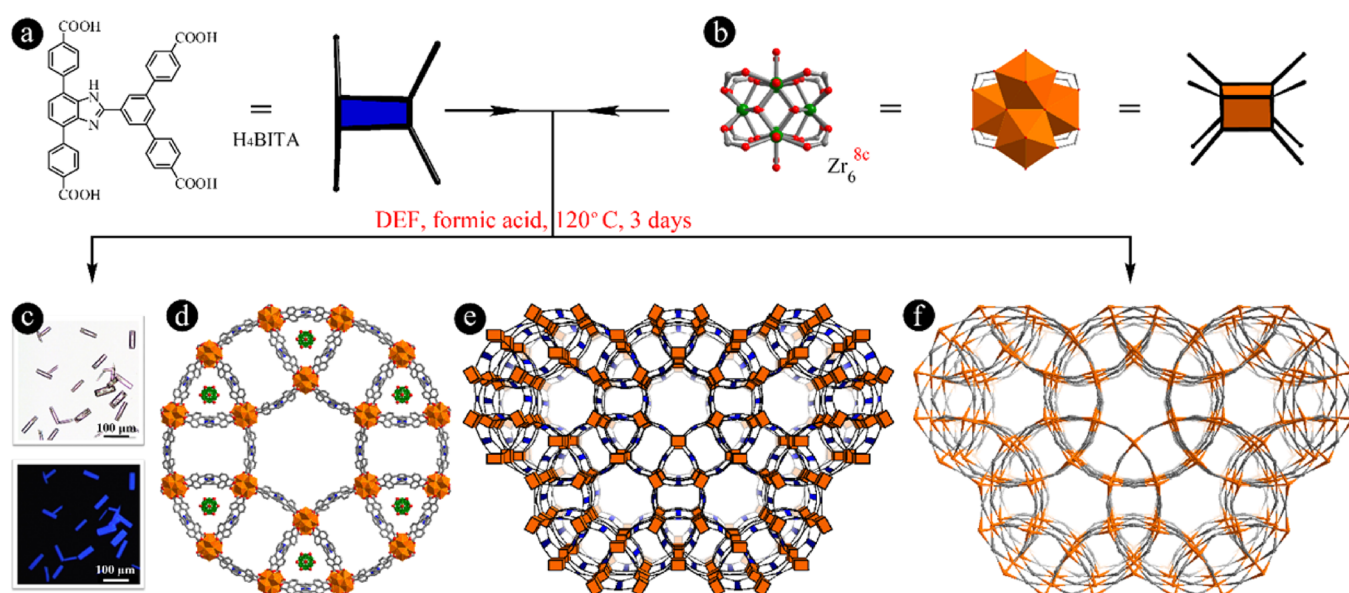 a
COOH
COOH
H
N
N
COOH
COOH
=
H4BITA
b
Zr6 8c
=
=
DEF, formic acid, 120° C, 3 days
c
100 μm
100 μm
d
e
f